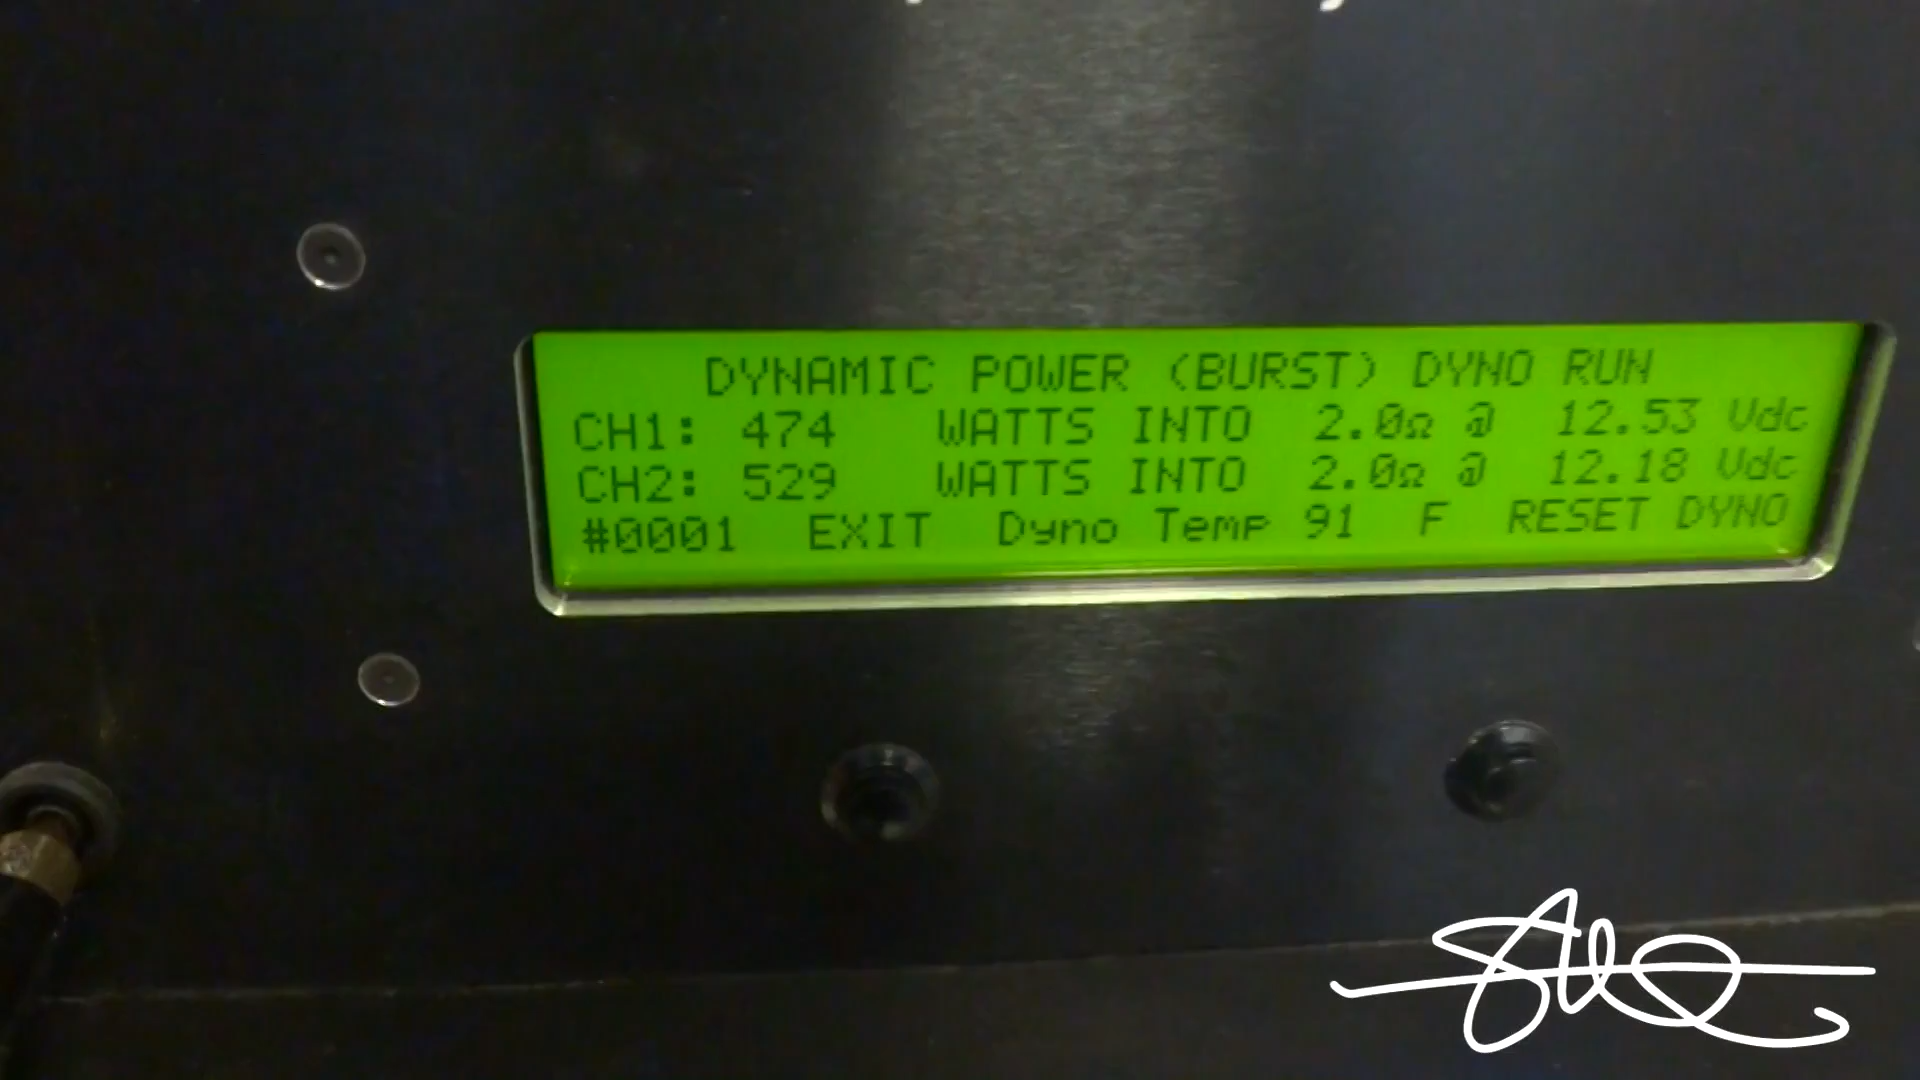 DYNAMIC POWER (BURST) DYNO RUN
CH1: 474 WATTS INTO 2.0Ω @ 12.53 Vdc
CH2: 529 WATTS INTO 2.0Ω @ 12.18 Vdc
#0001 EXIT Dyno Temp 91 F RESET DYNO